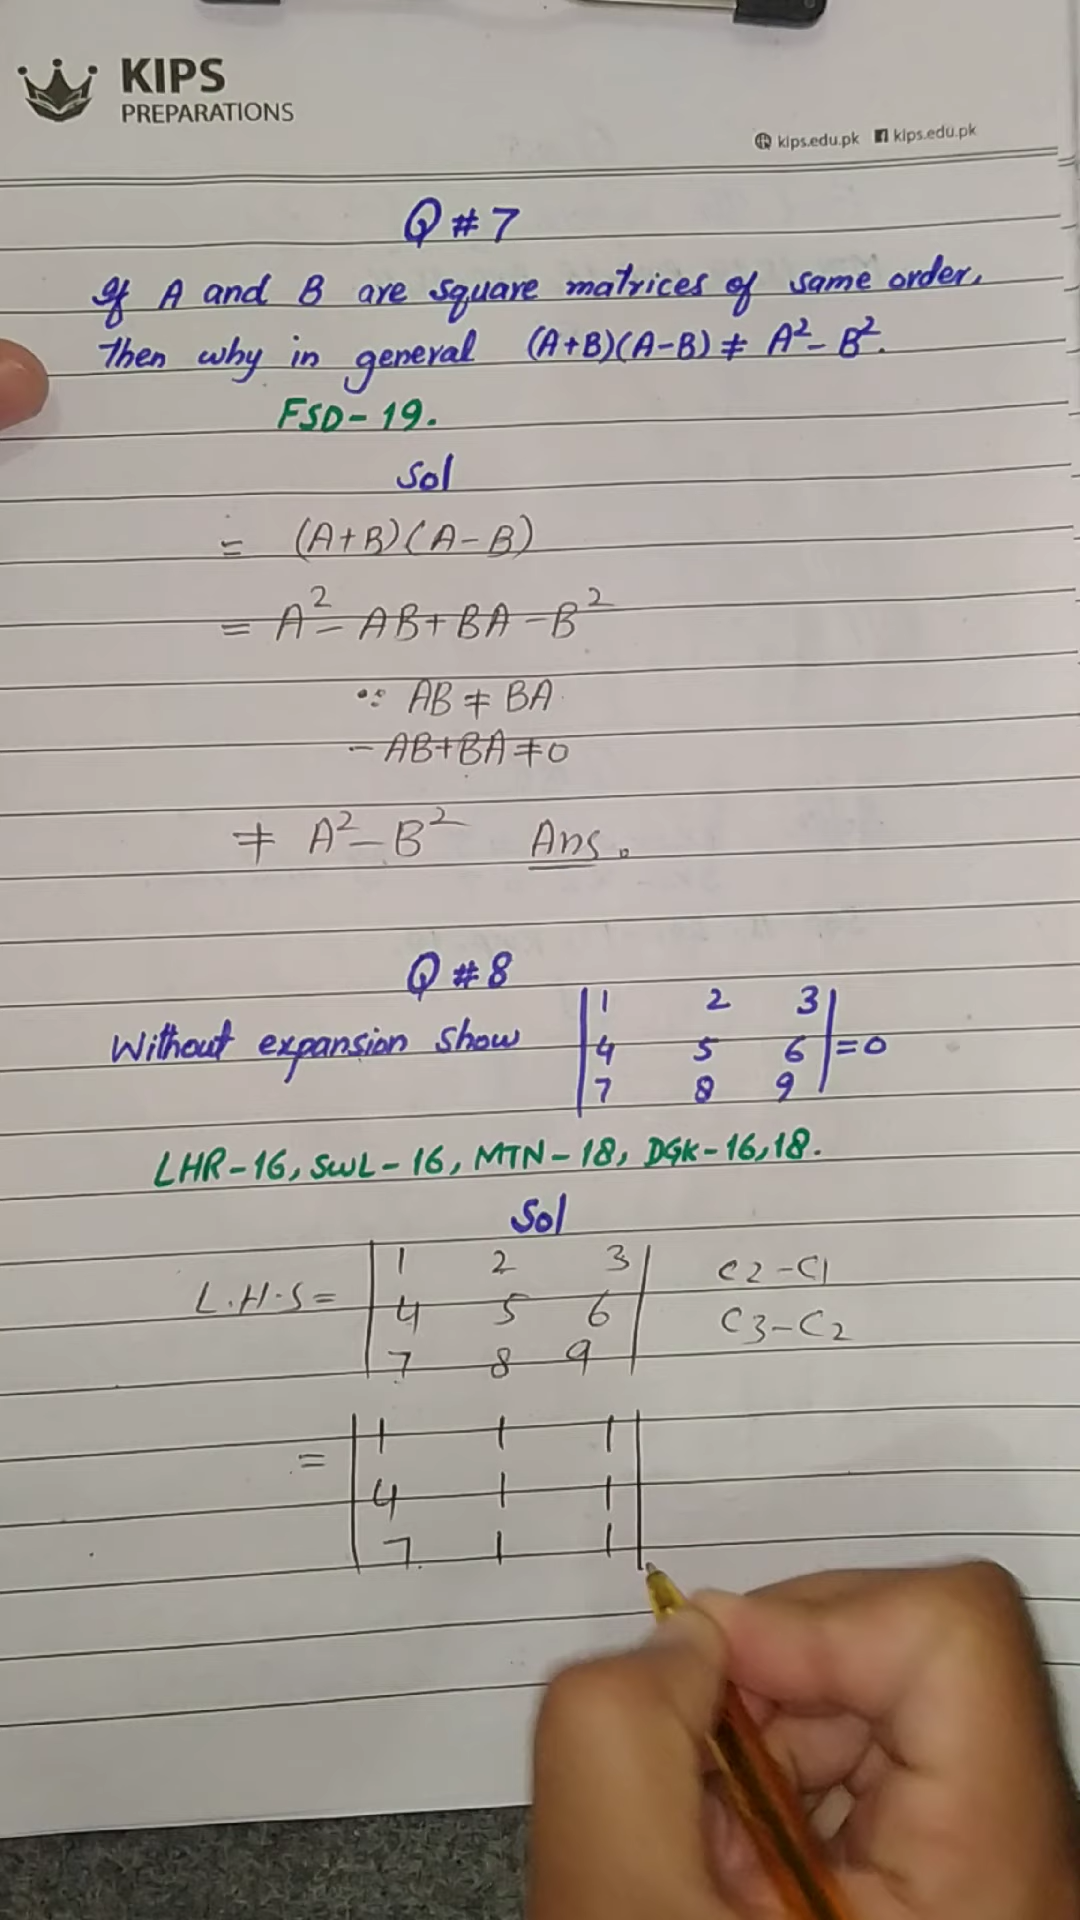 KIPS
PREPARATIONS
kips.edu.pk kips.edu.pk
Q # 7
If A and B are square matrices of same order,
Then why in general (A+B)(A-B) ≠ A² - B².
FSD-19.
Sol
= (A+B)(A-B)
= A² - AB + BA - B²
∵ AB ≠ BA
- AB + BA ≠ 0
≠ A² - B² Ans.
Q # 8
Without expansion show |1 2 3|
|4 5 6| = 0
|7 8 9|
LHR-16, SWL-16, MTN-18, DGK-16,18.
Sol
|1 2 3| C2-C1
L.H.S = |4 5 6| C3-C2
|7 8 9|
= |1 1 1|
|4 1 1|
|7 1 1|